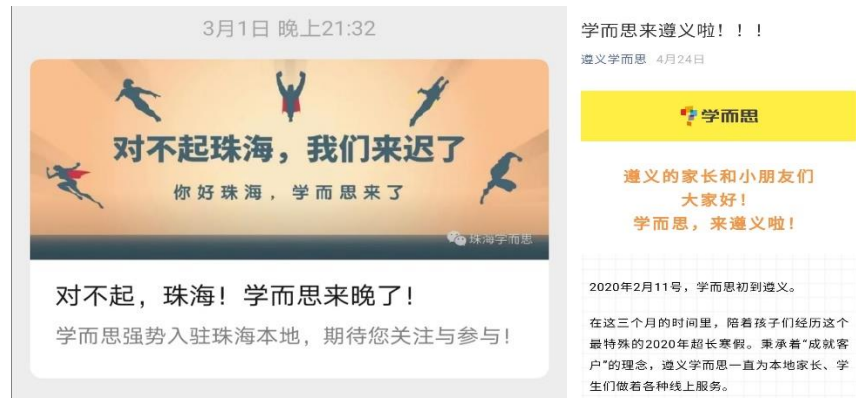 3月1日 晚上21:32
对不起珠海，我们来迟了
你好珠海，学而思来了
珠海学而思
对不起，珠海！学而思来晚了！
学而思强势入驻珠海本地，期待您关注与参与！
学而思来遵义啦！！！
遵义学而思 4月24日
学而思
遵义的家长和小朋友们
大家好！
学而思，来遵义啦！
2020年2月11号，学而思初到遵义。
在这三个月的时间里，陪着孩子们经历这个
最特殊的2020年超长寒假。秉承着“成就客
户”的理念，遵义学而思一直为本地家长、学
生们做着各种线上服务。